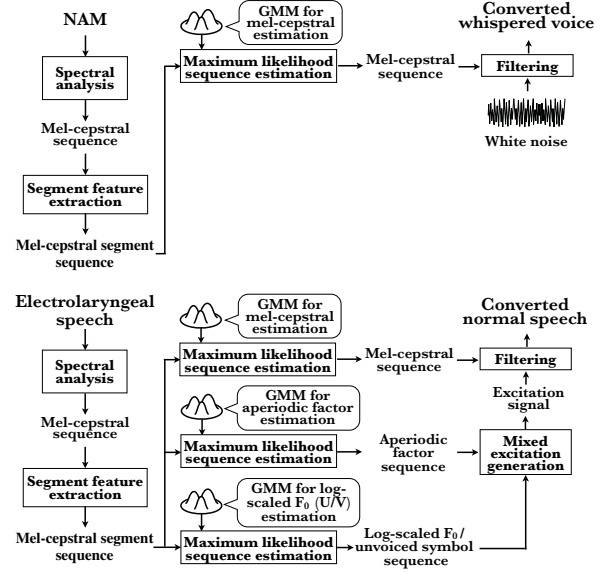 NAM
Spectral
analysis
Mel-cepstral
sequence
Segment feature
extraction
Mel-cepstral segment
sequence
GMM for
mel-cepstral
estimation
Maximum likelihood
sequence estimation
Mel-cepstral
sequence
Converted
whispered voice
Filtering
White noise
Electrolaryngeal
speech
Spectral
analysis
Mel-cepstral
sequence
Segment feature
extraction
Mel-cepstral segment
sequence
GMM for
mel-cepstral
estimation
Maximum likelihood
sequence estimation
Mel-cepstral
sequence
GMM for
aperiodic factor
estimation
Maximum likelihood
sequence estimation
Aperiodic
factor
sequence
GMM for log-
scaled F0 (U/V)
estimation
Maximum likelihood
sequence estimation
Log-scaled F0/
unvoiced symbol
sequence
Converted
normal speech
Filtering
Excitation
signal
Mixed
excitation
generation